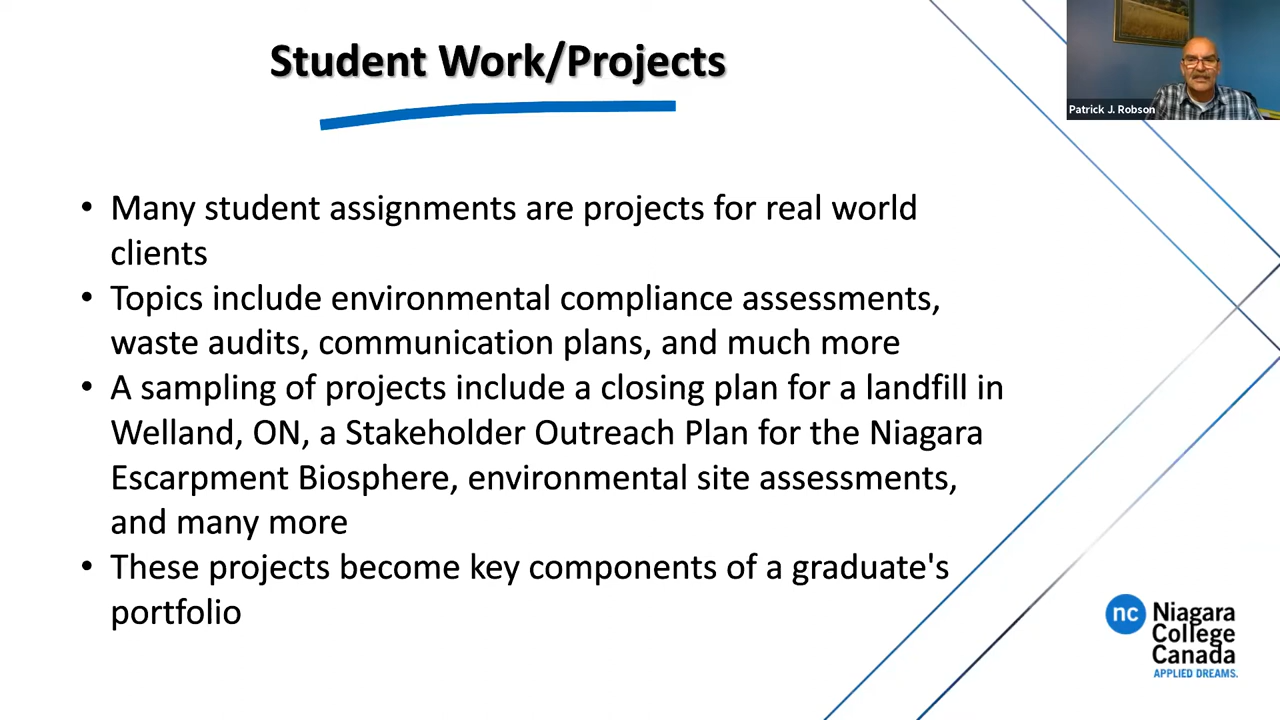 Student Work/Projects
Patrick J. Robson
• Many student assignments are projects for real world
clients
• Topics include environmental compliance assessments,
waste audits, communication plans, and much more
• A sampling of projects include a closing plan for a landfill in
Welland, ON, a Stakeholder Outreach Plan for the Niagara
Escarpment Biosphere, environmental site assessments,
and many more
• These projects become key components of a graduate's
portfolio
nc
Niagara
College
Canada
APPLIED DREAMS.